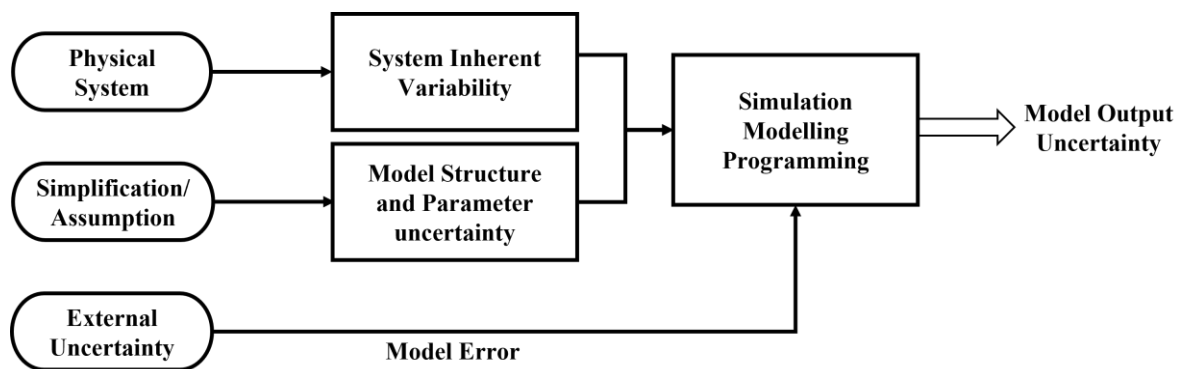 Physical
System
System Inherent
Variability
Simplification/
Assumption
Model Structure
and Parameter
uncertainty
Simulation
Modelling
Programming
Model Output
Uncertainty
External
Uncertainty
Model Error